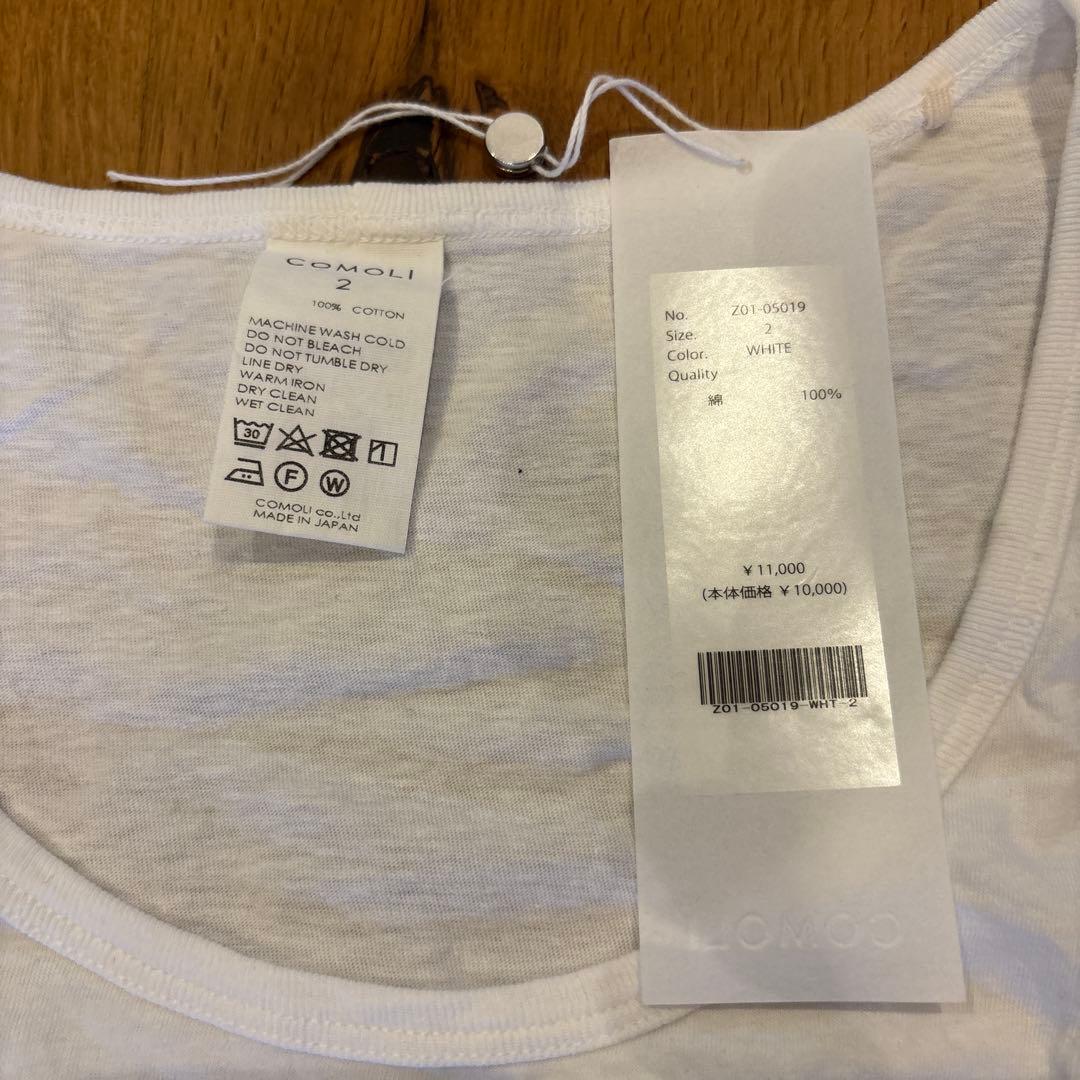 COMOLI
2
100% COTTON
MACHINE WASH COLD
DO NOT BLEACH
DO NOT TUMBLE DRY
LINE DRY
WARM IRON
DRY CLEAN
WET CLEAN
30
F W
COMOLI co.,Ltd
MADE IN JAPAN
No. Z01-05019
Size. 2
Color. WHITE
Quality
綿 100%
¥11,000
(本体価格 ¥10,000)
Z01-05019-WHT-2
COMOLI